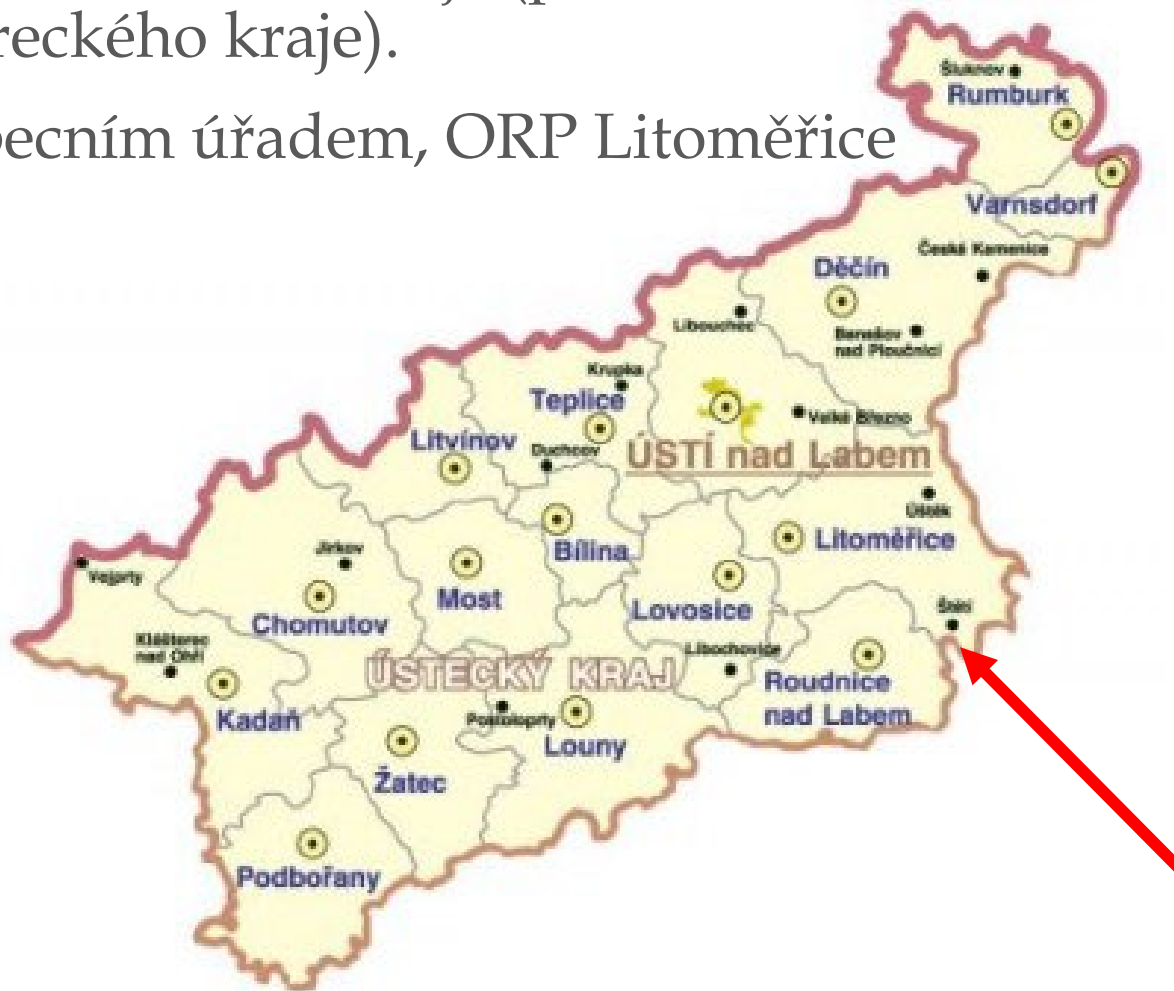 reckého kraje).
ecním úřadem, ORP Litoměřice
Šluknov
Rumburk
Varnsdorf
Česká Kamenice
Děčín
Libouchec
Benešov
nad Ploučnicí
Krupka
Teplice
Velké Březno
Litvínov
Duchcov
ÚSTÍ nad Labem
Úštěk
Litoměřice
Bílina
Jirkov
Vejprty
Most
Chomutov
Lovosice
Štětí
Klášterec
nad Ohří
Libochovice
ÚSTECKÝ KRAJ
Roudnice
nad Labem
Kadaň
Postoloprty
Louny
Žatec
Podbořany